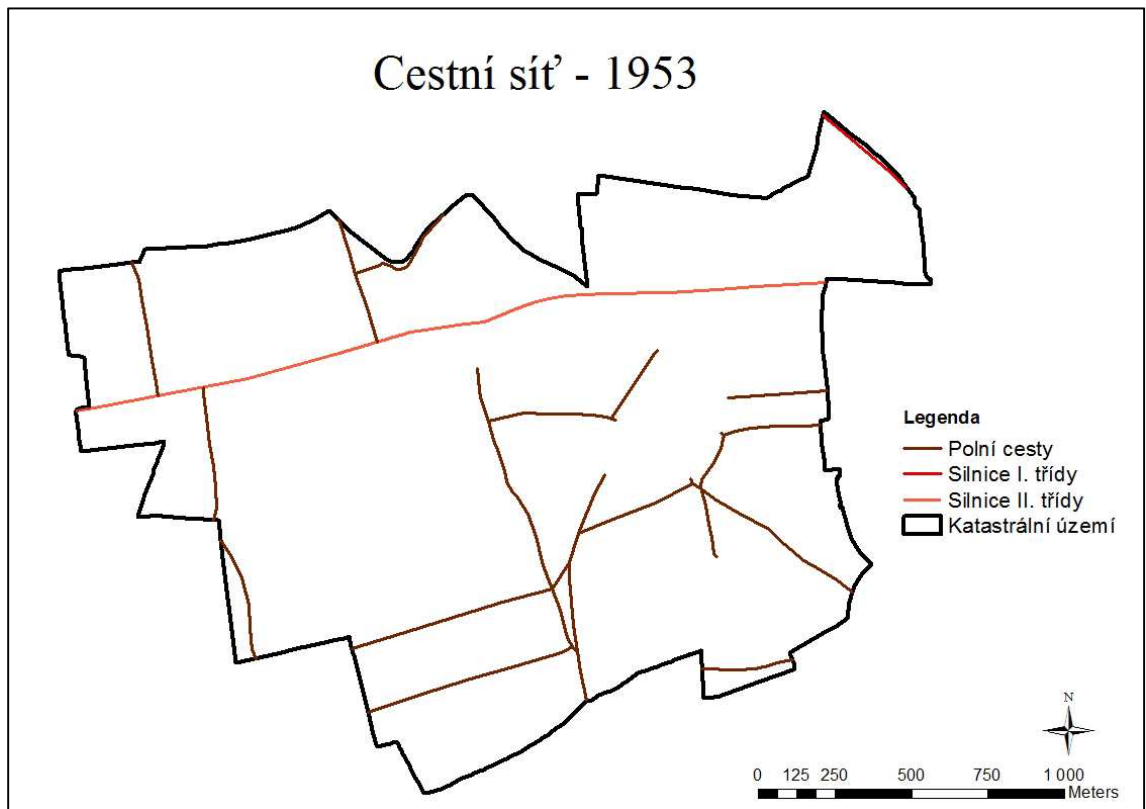 Cestní síť - 1953
Legenda
Polní cesty
Silnice I. třídy
Silnice II. třídy
Katastrální území
N
0 125 250 500 750 1 000
Meters